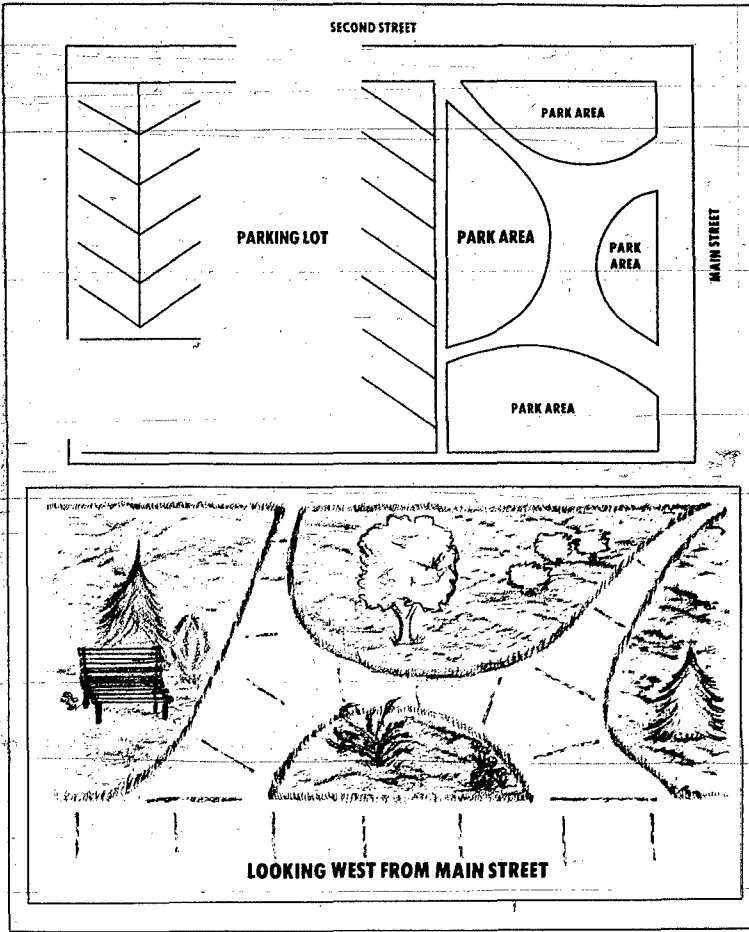 SECOND STREET
PARK AREA
PARKING LOT
PARK AREA
PARK
AREA
MAIN STREET
PARK AREA
LOOKING WEST FROM MAIN STREET